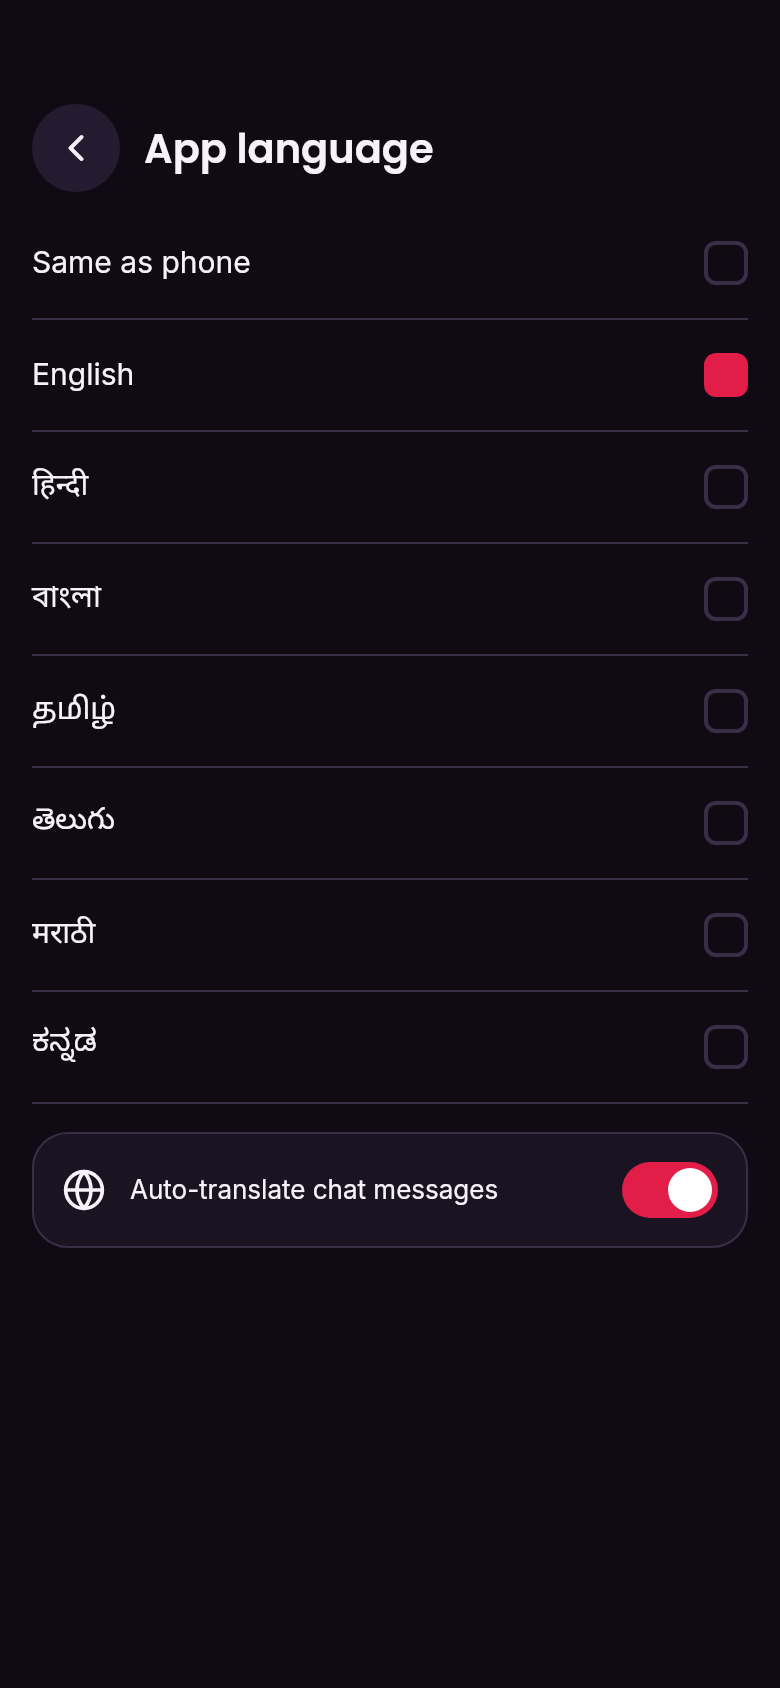 App language
Same as phone
English
हिन्दी
বাংলা
தமிழ்
తెలుగు
मराठी
ಕನ್ನಡ
Auto-translate chat messages